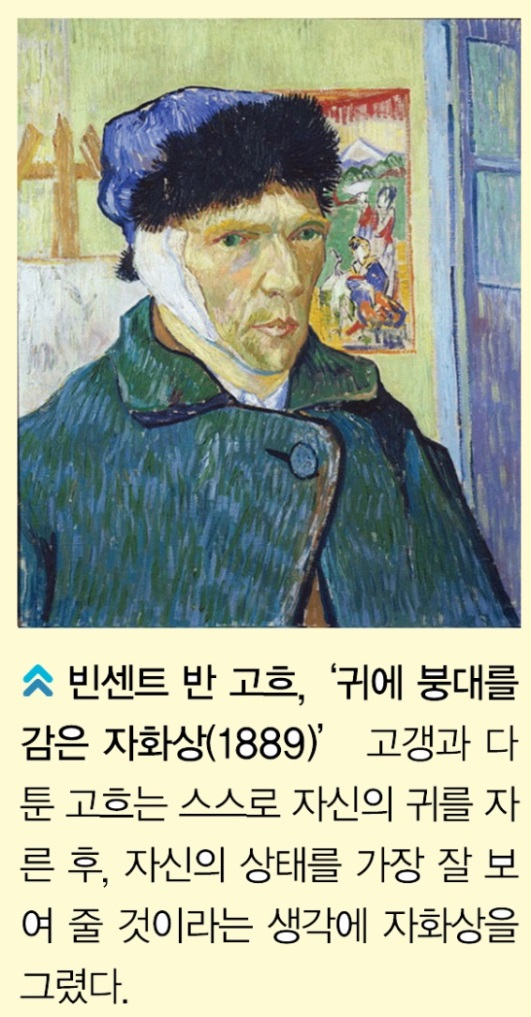 빈센트 반 고흐, ‘귀에 붕대를
감은 자화상(1889)’ 고갱과 다
툰 고흐는 스스로 자신의 귀를 자
른 후, 자신의 상태를 가장 잘 보
여 줄 것이라는 생각에 자화상을
그렸다.